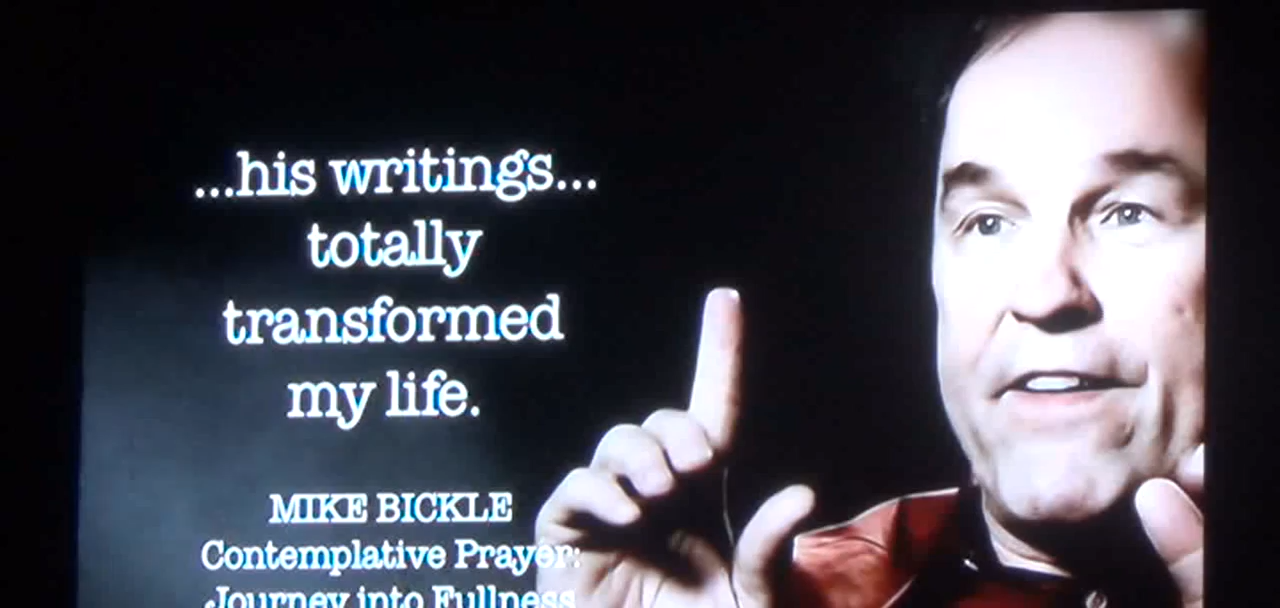 ...his writings...
totally
transformed
my life.
MIKE BICKLE
Contemplative Prayer:
Journey into Fullness